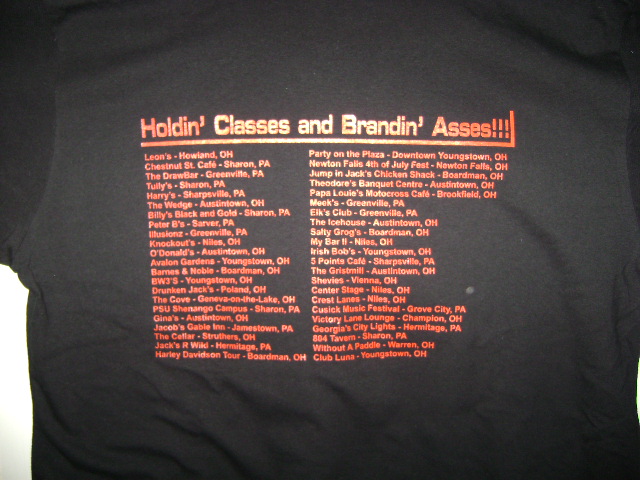 Holdin' Classes and Brandin' Asses!!!
Leon's - Howland, OH
Chestnut St. Café - Sharon, PA
The DrawBar - Greenville, PA
Tully's - Sharon, PA
Harry's - Sharpsville, PA
The Wedge - Austintown, OH
Billy's Black and Gold - Sharon, PA
Peter B's - Sarver, PA
Illusionz - Greenville, PA
Knockout's - Niles, OH
O'Donald's - Austintown, OH
Avalon Gardens - Youngstown, OH
Barnes & Noble - Boardman, OH
BW3'S - Youngstown, OH
Drunken Jack's - Poland, OH
The Cove - Geneva-on-the-Lake, OH
PSU Shenango Campus - Sharon, PA
Gina's - Austintown, OH
Jacob's Gable Inn - Jamestown, PA
The Cellar - Struthers, OH
Jack's R Wild - Hermitage, PA
Harley Davidson Tour - Boardman, OH
Party on the Plaza - Downtown Youngstown, OH
Newton Falls 4th of July Fest - Newton Falls, OH
Jump in Jack's Chicken Shack - Boardman, OH
Theodore's Banquet Centre - Austintown, OH
Papa Louie's Motocross Café - Brookfield, OH
Meek's - Greenville, PA
Elk's Club - Greenville, PA
The Icehouse - Austintown, OH
Salty Grog's - Boardman, OH
My Bar II - Niles, OH
Irish Bob's - Youngstown, OH
5 Pointz Café - Sharpsville, PA
The Gristmill - Austintown, OH
Shevies - Vienna, OH
Center Stage - Niles, OH
Crest Lanes - Niles, OH
Cusick Music Festival - Grove City, PA
Victory Lane Lounge - Champion, OH
Georgia's City Lights - Hermitage, PA
804 Tavern - Sharon, PA
Without A Paddle - Warren, OH
Club Luna - Youngstown, OH